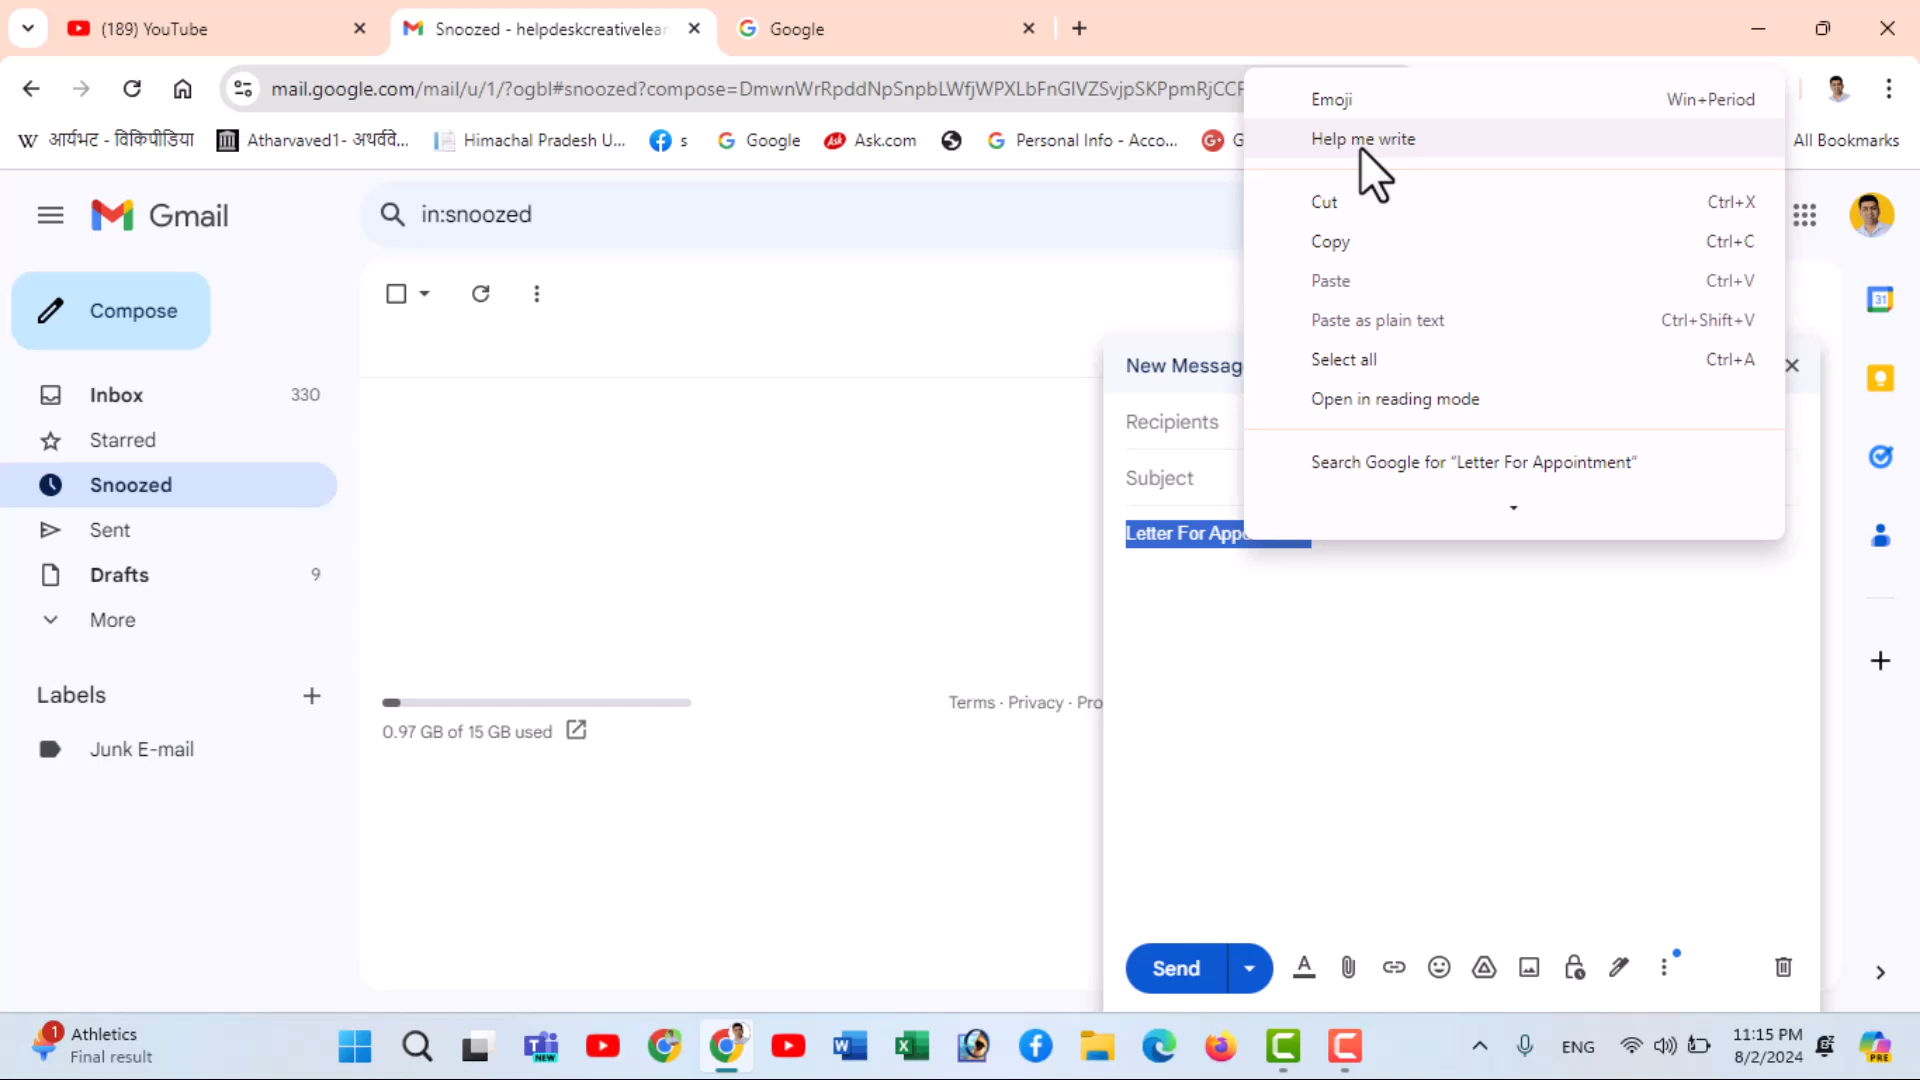 (189) YouTube
Snoozed - helpdeskcreativelear
Google
mail.google.com/mail/u/1/?ogbl#snoozed?compose=DmwnWrRpddNpSnpbLWfjWPXLbFnGlVZSvjpSKPpmRjCCF
आर्यभट - विकिपीडिया
Atharvaved1- अथर्ववे...
Himachal Pradesh U...
s
Google
Ask.com
Personal Info - Acco...
G
All Bookmarks
Emoji Win+Period
Help me write
Cut Ctrl+X
Copy Ctrl+C
Paste Ctrl+V
Paste as plain text Ctrl+Shift+V
Select all Ctrl+A
Open in reading mode
Search Google for "Letter For Appointment"
Gmail
in:snoozed
Compose
Inbox 330
Starred
Snoozed
Sent
Drafts 9
More
Labels
Junk E-mail
0.97 GB of 15 GB used
Terms · Privacy · Pro
New Messag
Recipients
Subject
Letter For Appo
Send
31
1
Athletics
Final result
NEW
ENG
11:15 PM
8/2/2024
PRE